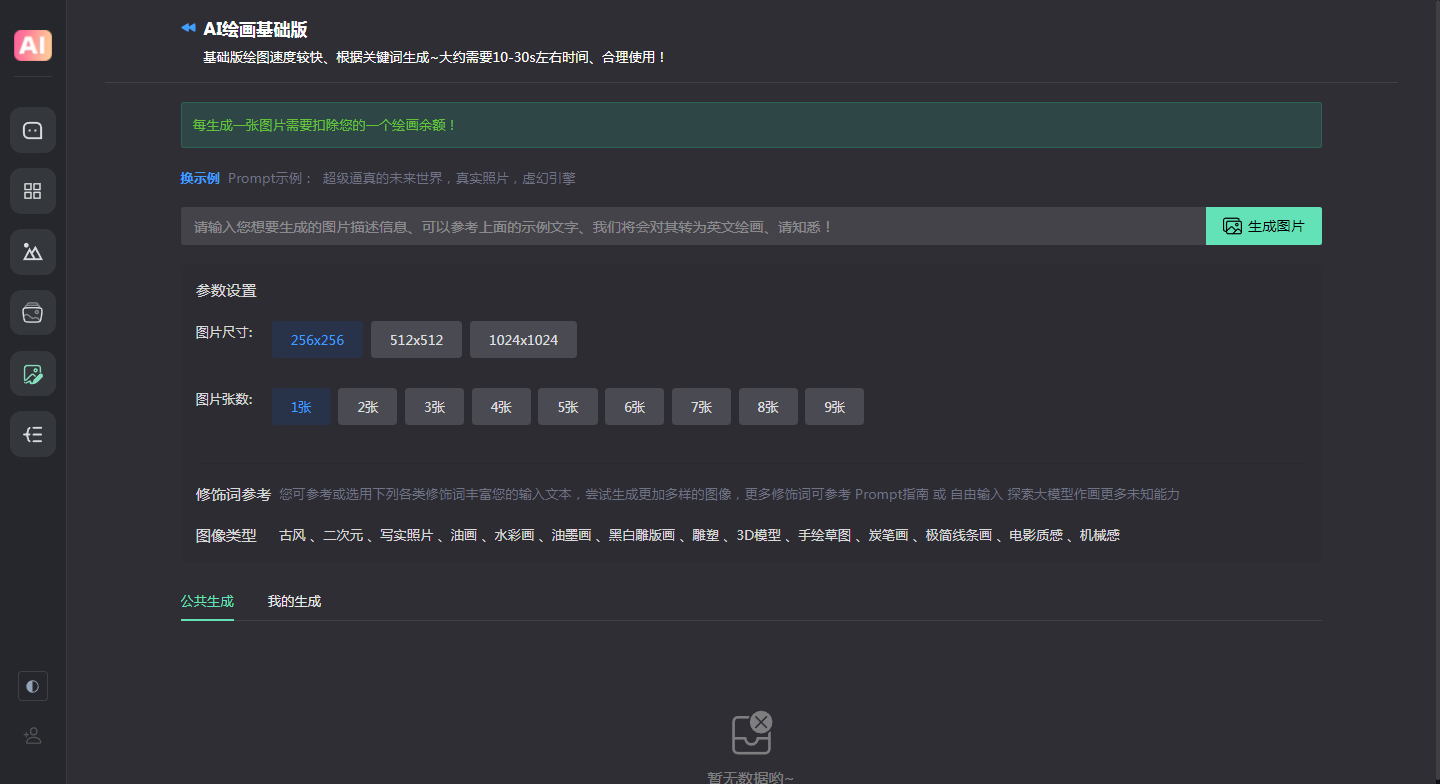 AI
AI绘画基础版
基础版绘图速度较快、根据关键词生成~大约需要10-30s左右时间、合理使用！
每生成一张图片需要扣除您的一个绘画余额！
换示例 Prompt示例： 超级逼真的未来世界，真实照片，虚幻引擎
请输入您想要生成的图片描述信息、可以参考上面的示例文字、我们将会对其转为英文绘画、请知悉！ 生成图片
参数设置
图片尺寸: 256x256 512x512 1024x1024
图片张数: 1张 2张 3张 4张 5张 6张 7张 8张 9张
修饰词参考 您可参考或选用下列各类修饰词丰富您的输入文本，尝试生成更加多样的图像，更多修饰词可参考 Prompt指南 或 自由输入 探索大模型作画更多未知能力
图像类型 古风 、二次元 、写实照片 、油画 、水彩画 、油墨画 、黑白雕版画 、雕塑 、3D模型 、手绘草图 、炭笔画 、极简线条画 、电影质感 、机械感
公共生成 我的生成
暂无数据哟~